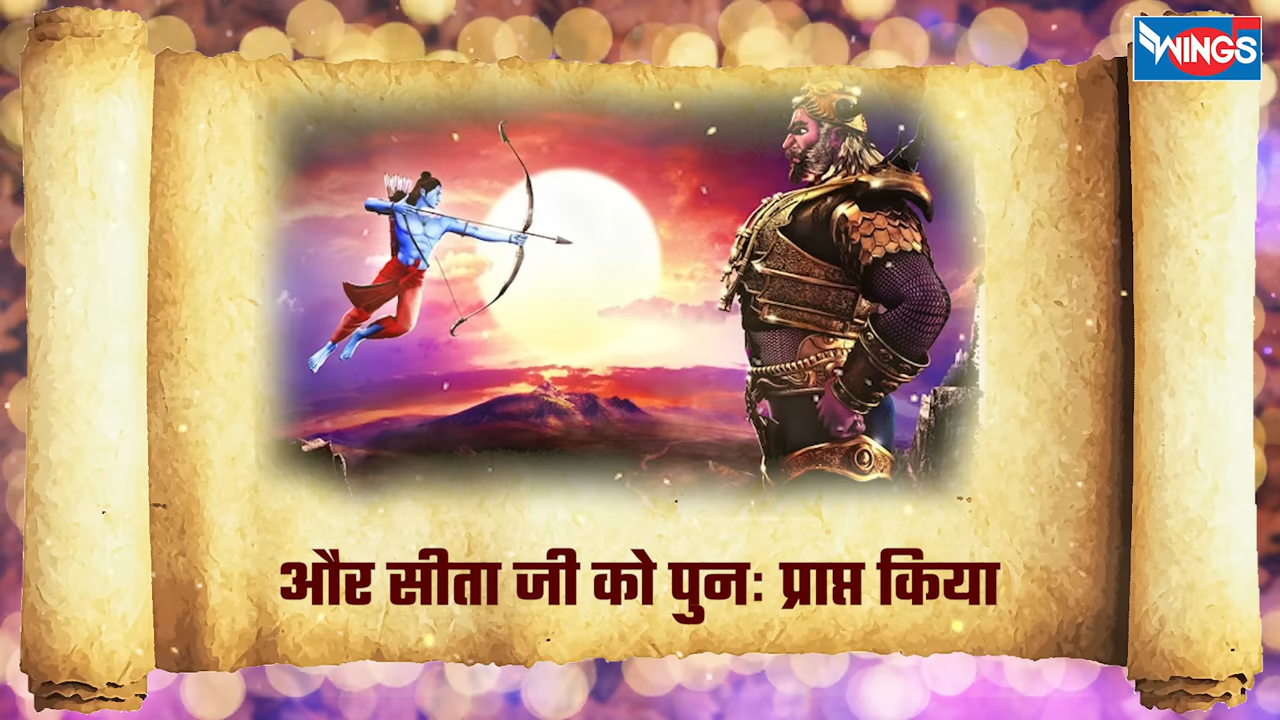 WINGS
और सीता जी को पुनः प्राप्त किया